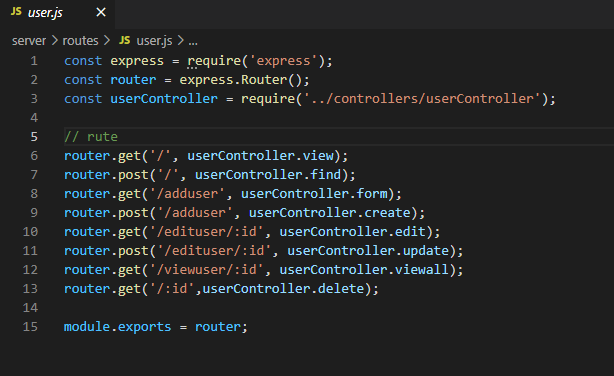 JS user.js ×
server > routes > JS user.js > ...
1 const express = require('express');
2 const router = express.Router();
3 const userController = require('../controllers/userController');
4
5 // rute
6 router.get('/', userController.view);
7 router.post('/', userController.find);
8 router.get('/adduser', userController.form);
9 router.post('/adduser', userController.create);
10 router.get('/edituser/:id', userController.edit);
11 router.post('/edituser/:id', userController.update);
12 router.get('/viewuser/:id', userController.viewall);
13 router.get('/:id',userController.delete);
14
15 module.exports = router;